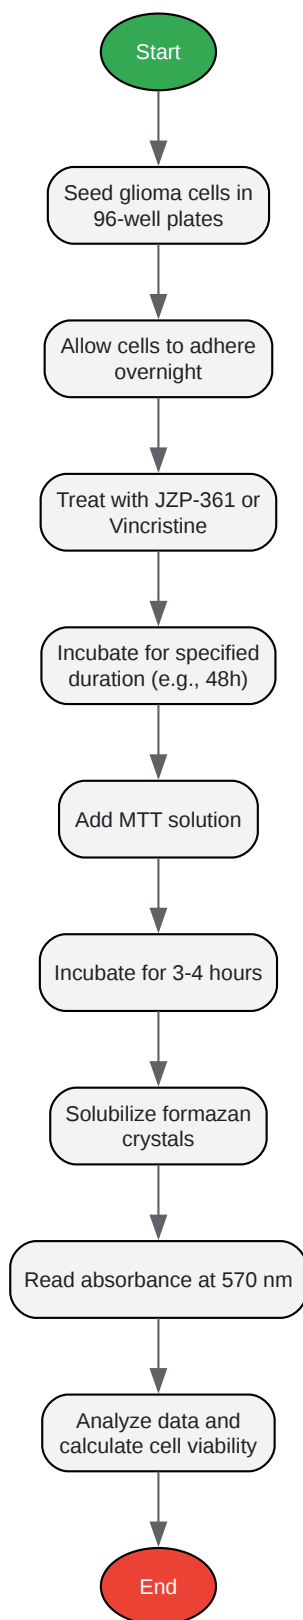 Start
Seed glioma cells in
96-well plates
Allow cells to adhere
overnight
Treat with JZP-361 or
Vincristine
Incubate for specified
duration (e.g., 48h)
Add MTT solution
Incubate for 3-4 hours
Solubilize formazan
crystals
Read absorbance at 570 nm
Analyze data and
calculate cell viability
End